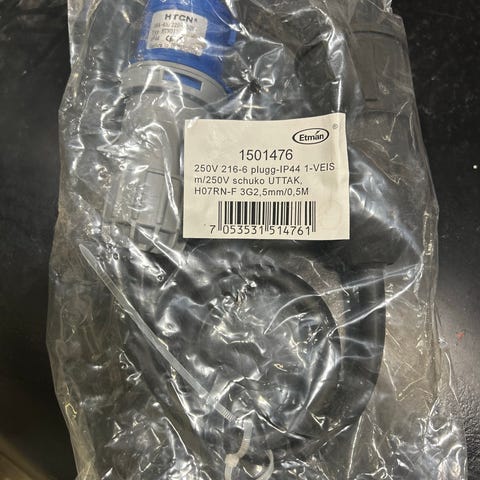 HTCN®
Etman®
1501476
250V 216-6 plugg-IP44 1-VEIS
m/250V schuko UTTAK,
H07RN-F 3G2,5mm/0,5M
7 053531 514761